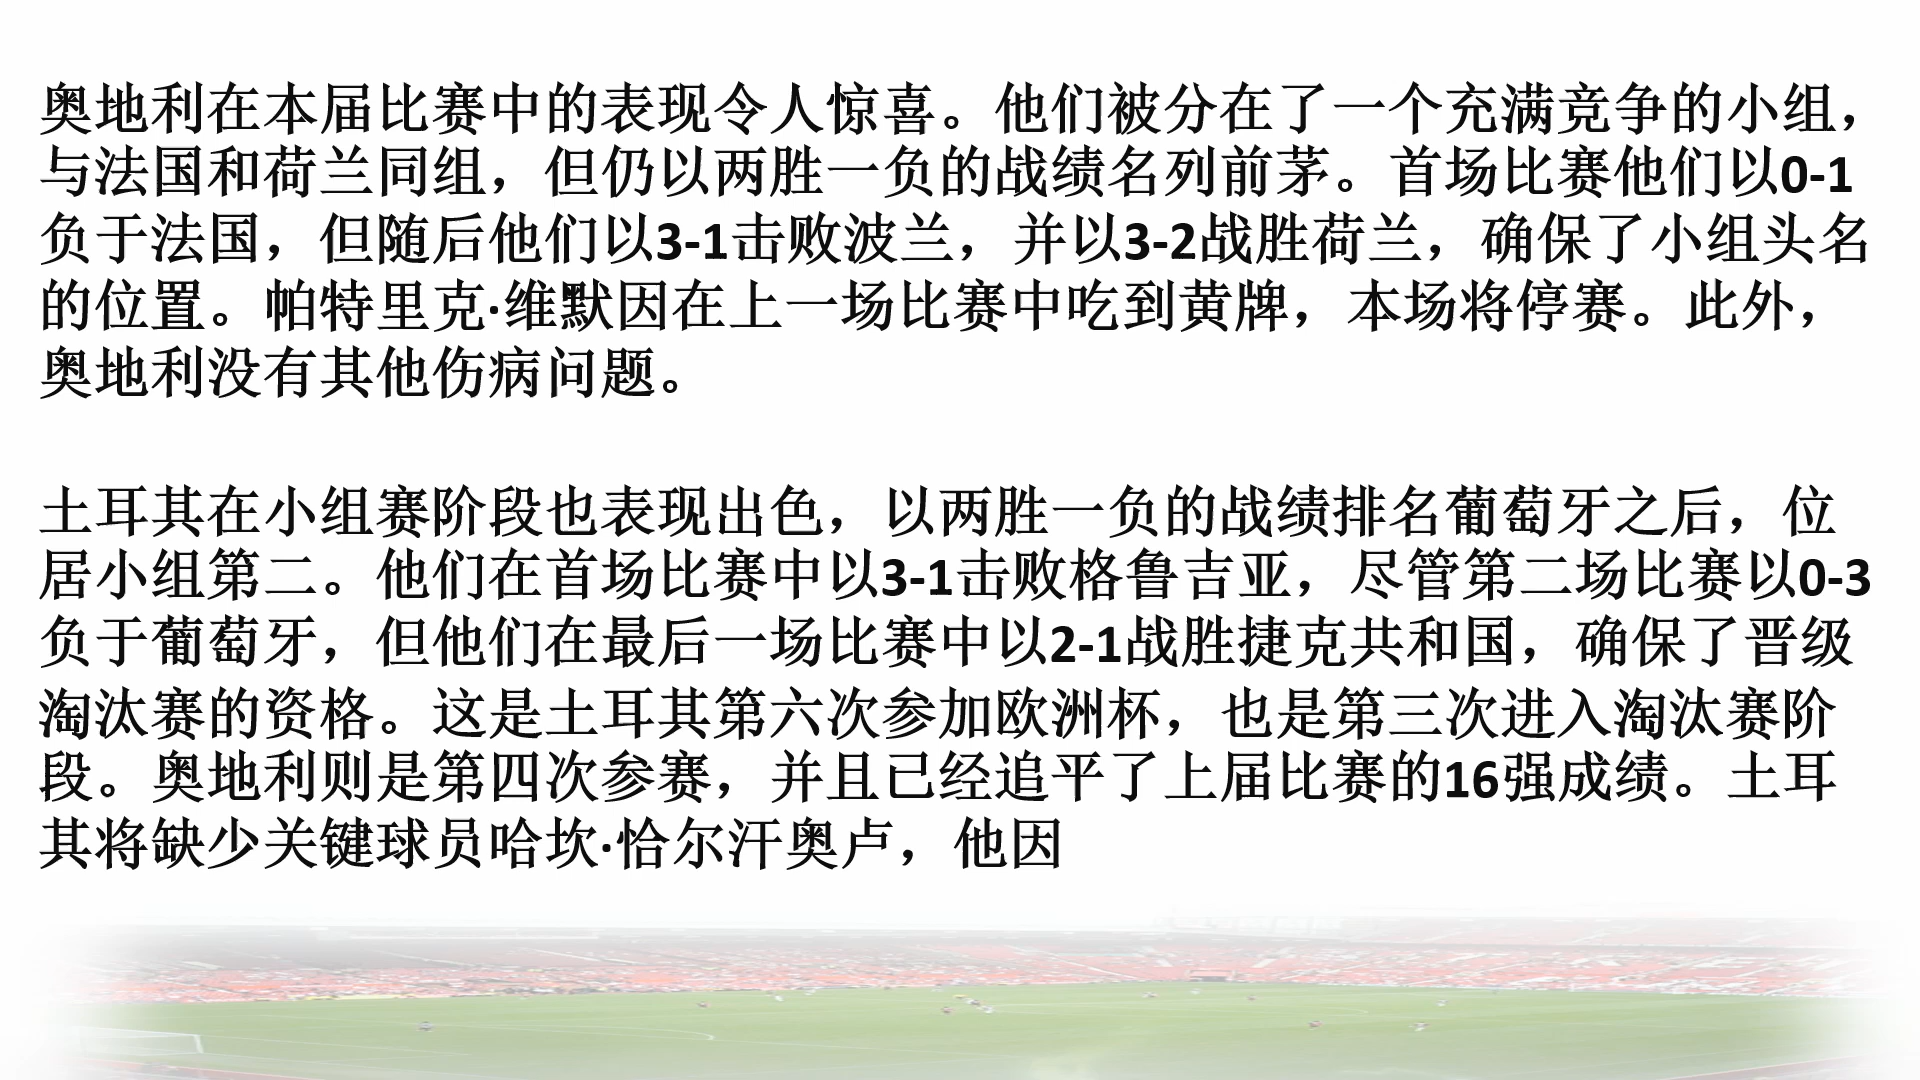 奥地利在本届比赛中的表现令人惊喜。他们被分在了一个充满竞争的小组，
与法国和荷兰同组，但仍以两胜一负的战绩名列前茅。首场比赛他们以0-1
负于法国，但随后他们以3-1击败波兰，并以3-2战胜荷兰，确保了小组头名
的位置。帕特里克·维默因在上一场比赛中吃到黄牌，本场将停赛。此外，
奥地利没有其他伤病问题。
土耳其在小组赛阶段也表现出色，以两胜一负的战绩排名葡萄牙之后，位
居小组第二。他们在首场比赛中以3-1击败格鲁吉亚，尽管第二场比赛以0-3
负于葡萄牙，但他们在最后一场比赛中以2-1战胜捷克共和国，确保了晋级
淘汰赛的资格。这是土耳其第六次参加欧洲杯，也是第三次进入淘汰赛阶
段。奥地利则是第四次参赛，并且已经追平了上届比赛的16强成绩。土耳
其将缺少关键球员哈坎·恰尔汗奥卢，他因